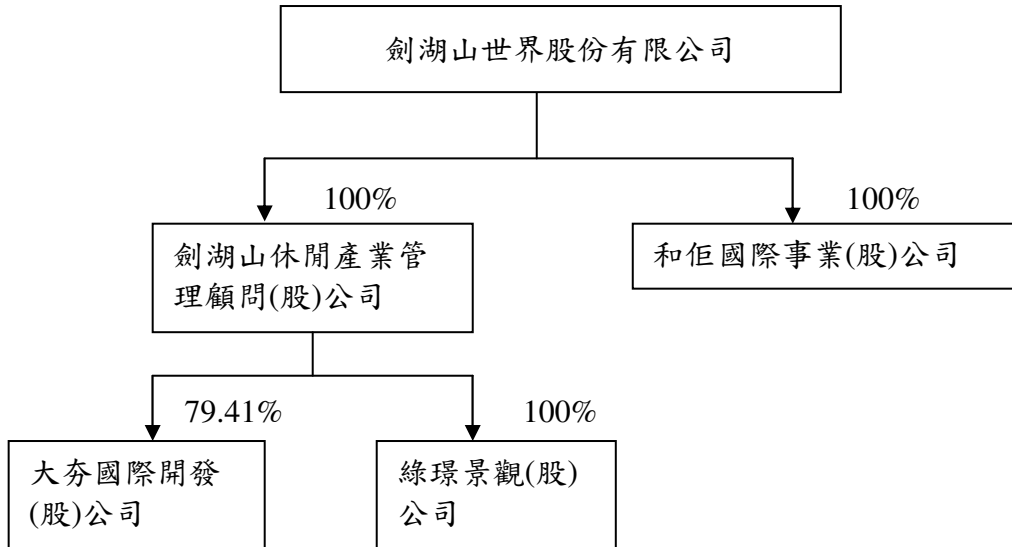 劍湖山世界股份有限公司
100%
100%
劍湖山休閒產業管
理顧問(股)公司
和佢國際事業(股)公司
79.41%
100%
大夯國際開發
(股)公司
綠璟景觀(股)
公司